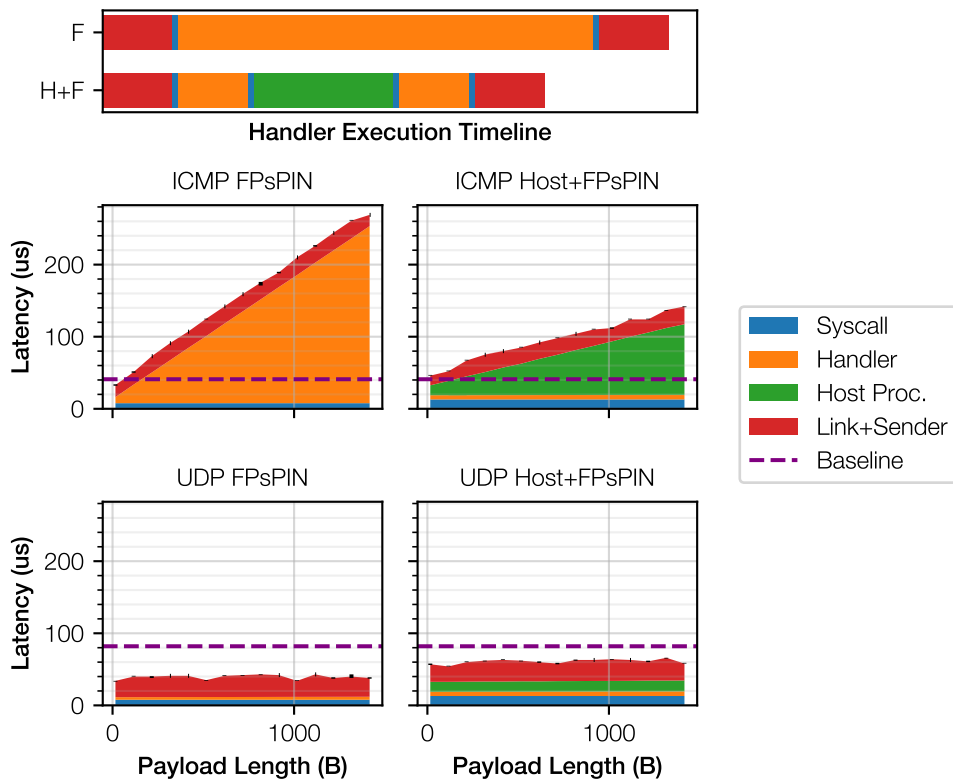 F
H+F
Handler Execution Timeline
ICMP FPsPIN
ICMP Host+FPsPIN
Latency (us)
200
100
0
Syscall
Handler
Host Proc.
Link+Sender
Baseline
UDP FPsPIN
UDP Host+FPsPIN
Latency (us)
200
100
0
0
1000
0
1000
Payload Length (B)
Payload Length (B)